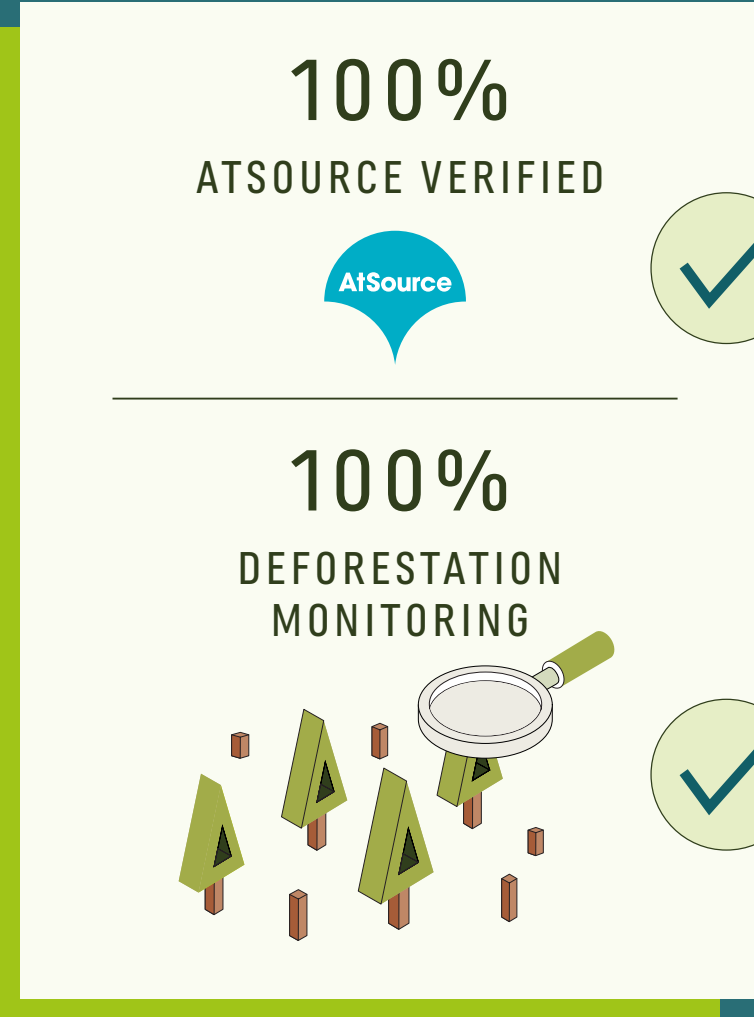 100%
ATSOURCE VERIFIED
AtSource
100%
DEFORESTATION
MONITORING